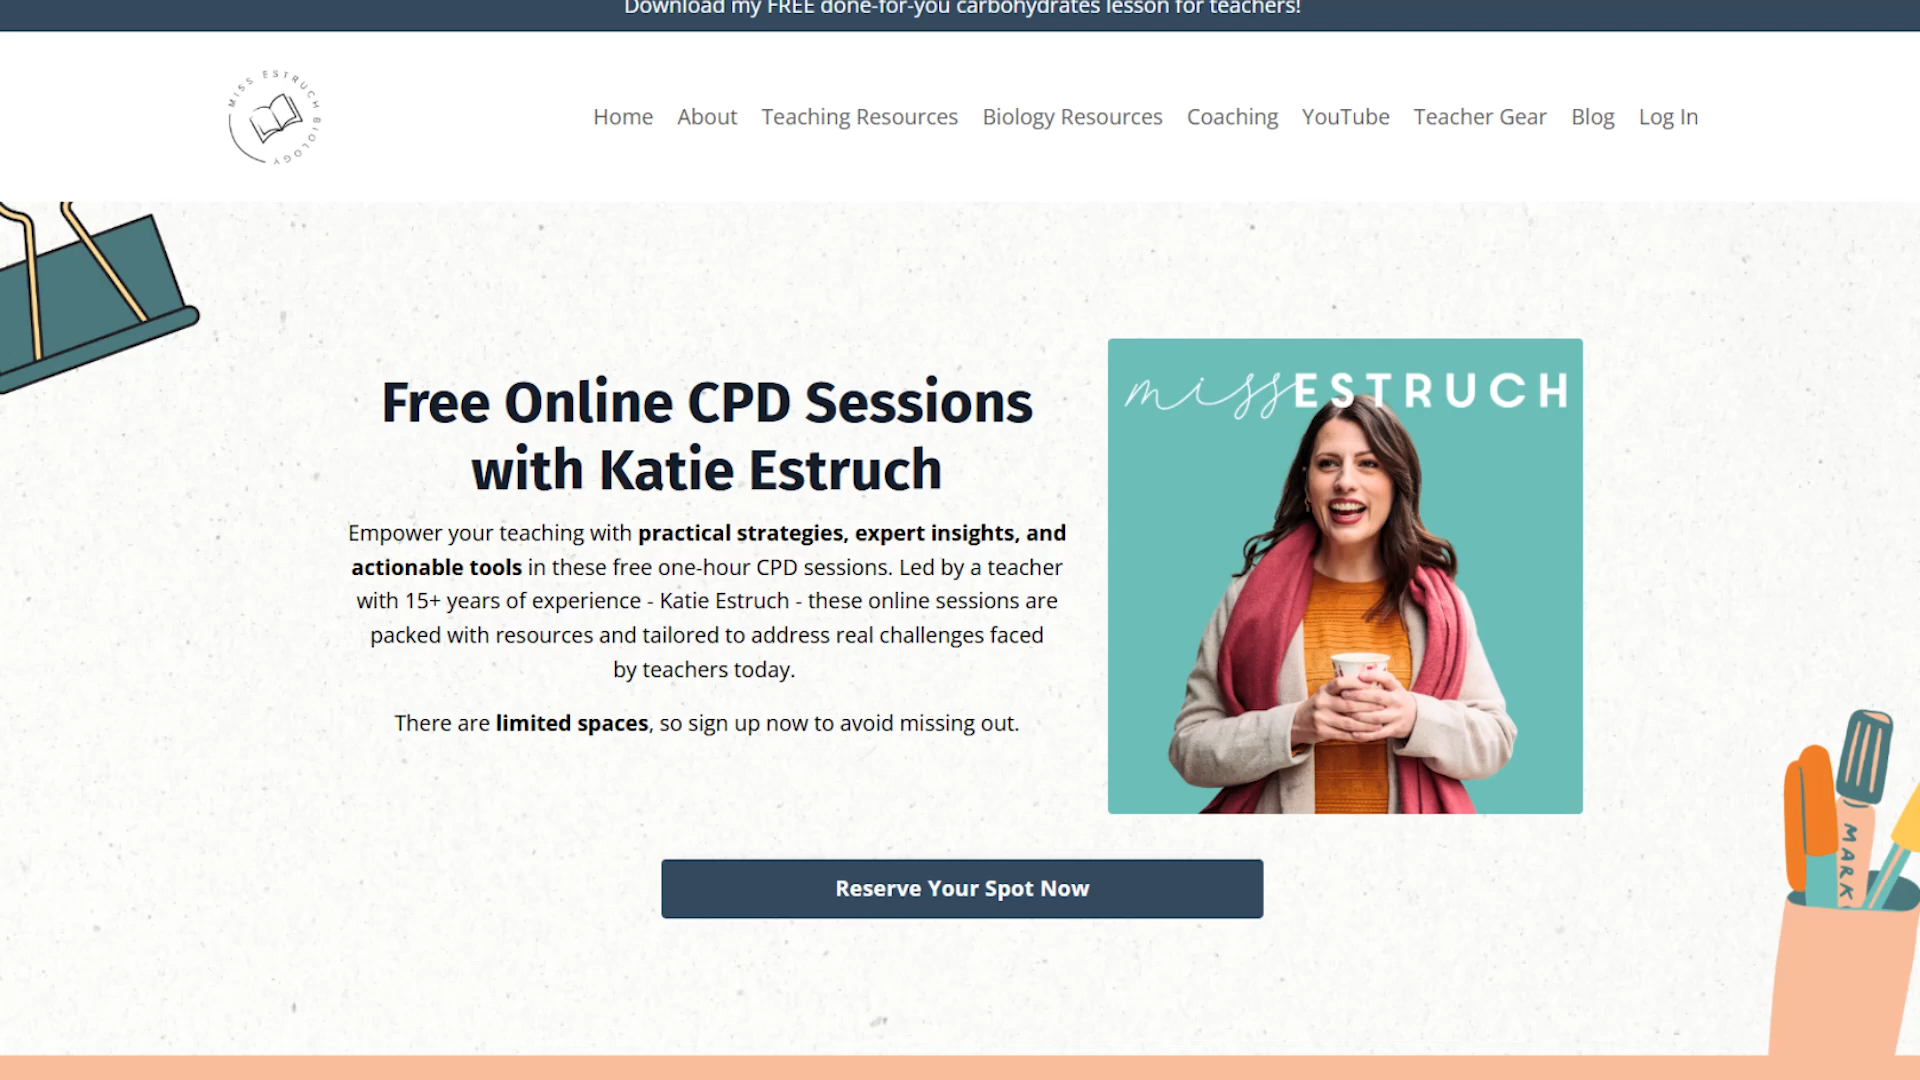 Download my FREE done-for-you carbohydrates lesson for teachers!
MISS ESTRUCH BIOLOGY
Home About Teaching Resources Biology Resources Coaching YouTube Teacher Gear Blog Log In
miss ESTRUCH
Free Online CPD Sessions
with Katie Estruch
Empower your teaching with practical strategies, expert insights, and
actionable tools in these free one-hour CPD sessions. Led by a teacher
with 15+ years of experience - Katie Estruch - these online sessions are
packed with resources and tailored to address real challenges faced
by teachers today.
There are limited spaces, so sign up now to avoid missing out.
MARK
Reserve Your Spot Now